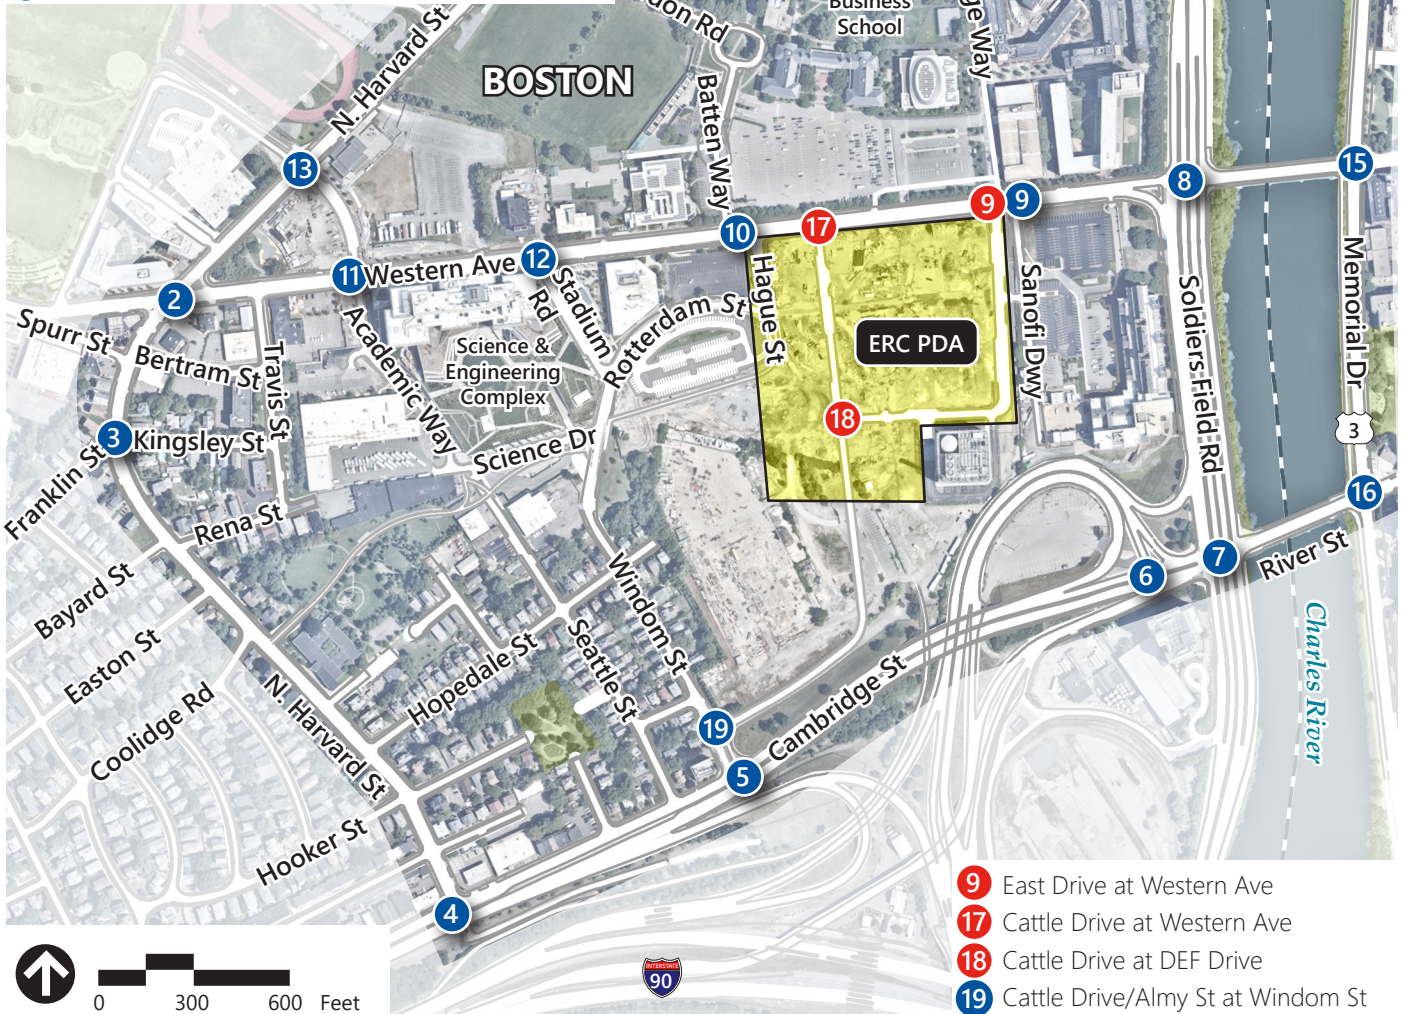 Business
School
N. Harvard St
don Rd
ge Way
BOSTON
Batten Way
13
15
8
9
9
17
10
12
11
Western Ave
2
Stadium
Rd
Hague St
Sanofi Dwy
Soldiers Field Rd
Memorial Dr
Spurr St
Bertram St
Travis St
Academic Way
Science &
Engineering
Complex
Rotterdam St
ERC PDA
18
3
3
Kingsley St
Franklin St
Science Dr
16
Rena St
Bayard St
Easton St
Coolidge Rd
Windom St
7
6
River St
Hopedale St
Seattle St
N. Harvard St
Cambridge St
Charles River
19
5
Hooker St
4
INTERSTATE
90
0 300 600 Feet
9 East Drive at Western Ave
17 Cattle Drive at Western Ave
18 Cattle Drive at DEF Drive
19 Cattle Drive/Almy St at Windom St